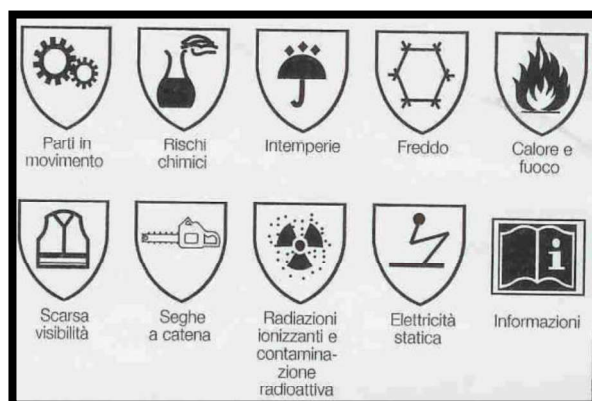 Parti in
movimento
Rischi
chimici
Intemperie
Freddo
Calore e
fuoco
Scarsa
visibilità
Seghe
a catena
Radiazioni
ionizzanti e
contamina-
zione
radioattiva
Elettricità
statica
i
Informazioni